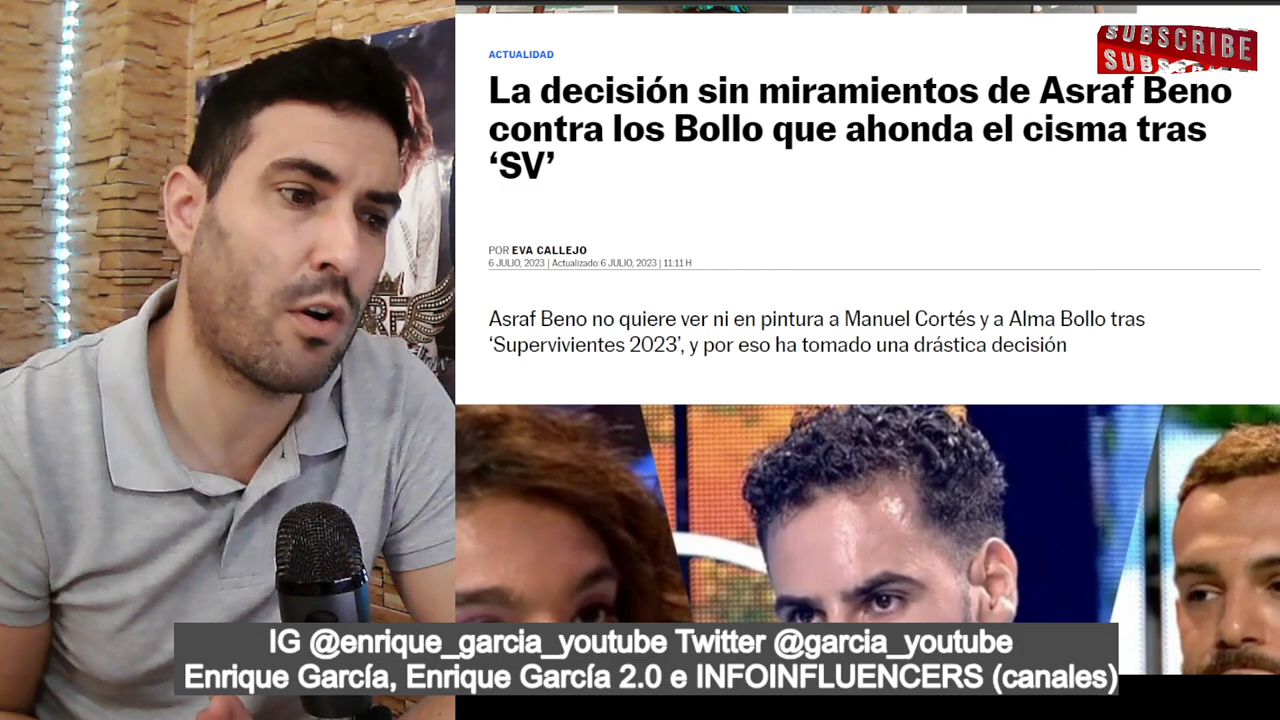 SUBSCRIBE
ACTUALIDAD
La decisión sin miramientos de Asraf Beno
contra los Bollo que ahonda el cisma tras
‘SV’
POR EVA CALLEJO
6 JULIO, 2023 | Actualizado: 6 JULIO, 2023 | 11:11 H
Asraf Beno no quiere ver ni en pintura a Manuel Cortés y a Alma Bollo tras
‘Supervivientes 2023’, y por eso ha tomado una drástica decisión
IG @enrique_garcia_youtube Twitter @garcia_youtube
Enrique García, Enrique García 2.0 e INFOINFLUENCERS (canales)